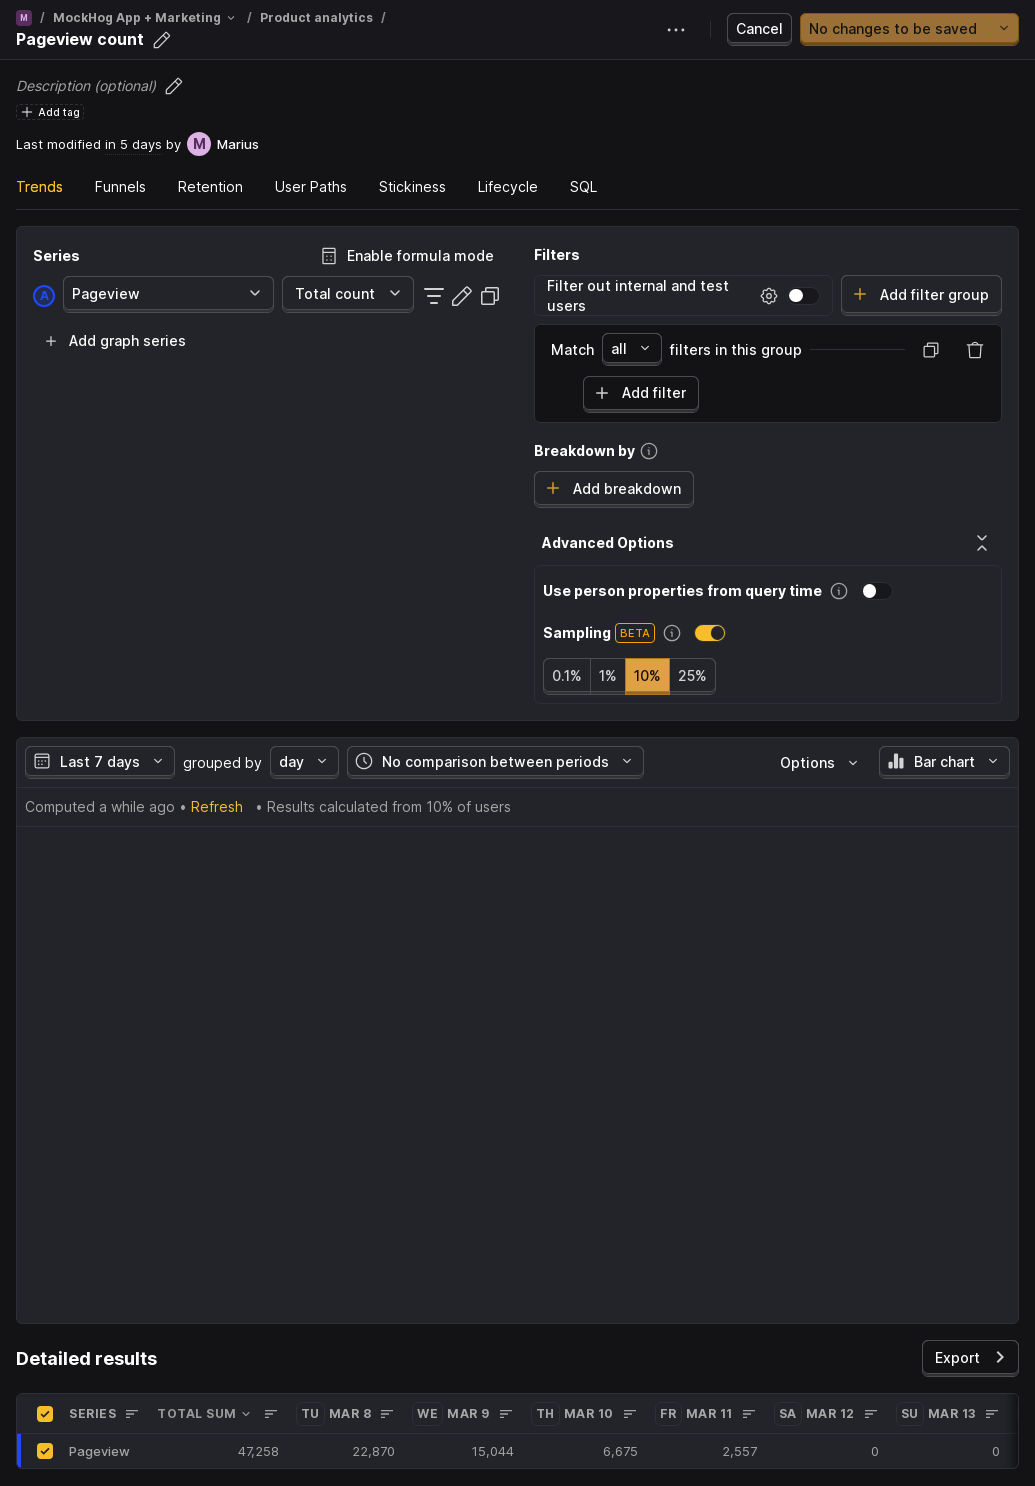 M / MockHog App + Marketing / Product analytics /
Pageview count
Cancel
No changes to be saved
Description (optional)
Add tag
Last modified in 5 days by M Marius
Trends Funnels Retention User Paths Stickiness Lifecycle SQL
Series
Enable formula mode
A Pageview Total count
Add graph series
Filters
Filter out internal and test
users
Add filter group
Match all filters in this group
Add filter
Breakdown by
Add breakdown
Advanced Options
Use person properties from query time
Sampling BETA
0.1% 1% 10% 25%
Last 7 days grouped by day No comparison between periods Options Bar chart
Computed a while ago • Refresh • Results calculated from 10% of users
Detailed results
Export
SERIES TOTAL SUM TU MAR 8 WE MAR 9 TH MAR 10 FR MAR 11 SA MAR 12 SU MAR 13
Pageview 47,258 22,870 15,044 6,675 2,557 0 0